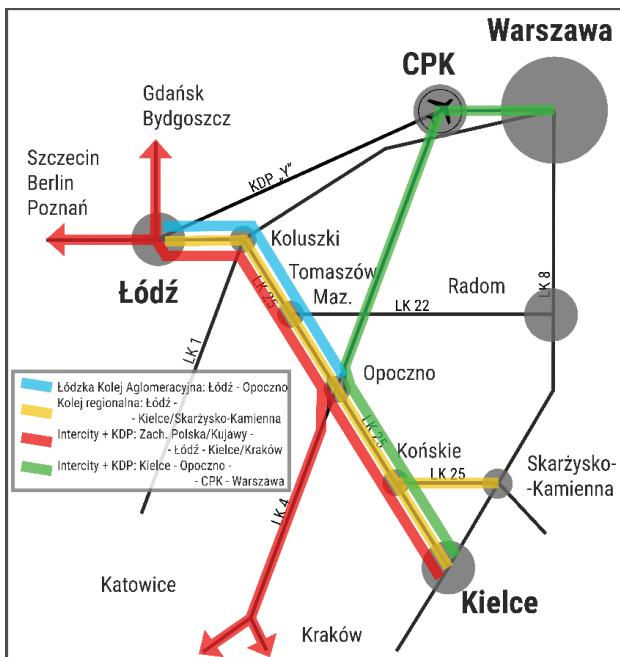 Warszawa
CPK
Gdańsk
Bydgoszcz
Szczecin
Berlin
Poznań
KDP „Y”
Koluszki
Łódź
Tomaszów
Maz.
Radom
LK 8
LK 25
LK 22
LK 1
Opoczno
Łódzka Kolej Aglomeracyjna: Łódź - Opoczno
Kolej regionalna: Łódź -
- Kielce/Skarżysko-Kamienna
Intercity + KDP: Zach. Polska/Kujawy -
- Łódź - Kielce/Kraków
Intercity + KDP: Kielce - Opoczno -
- CPK - Warszawa
LK 25
Końskie
LK 25
Skarżysko-
-Kamienna
LK 4
Katowice
Kielce
Kraków